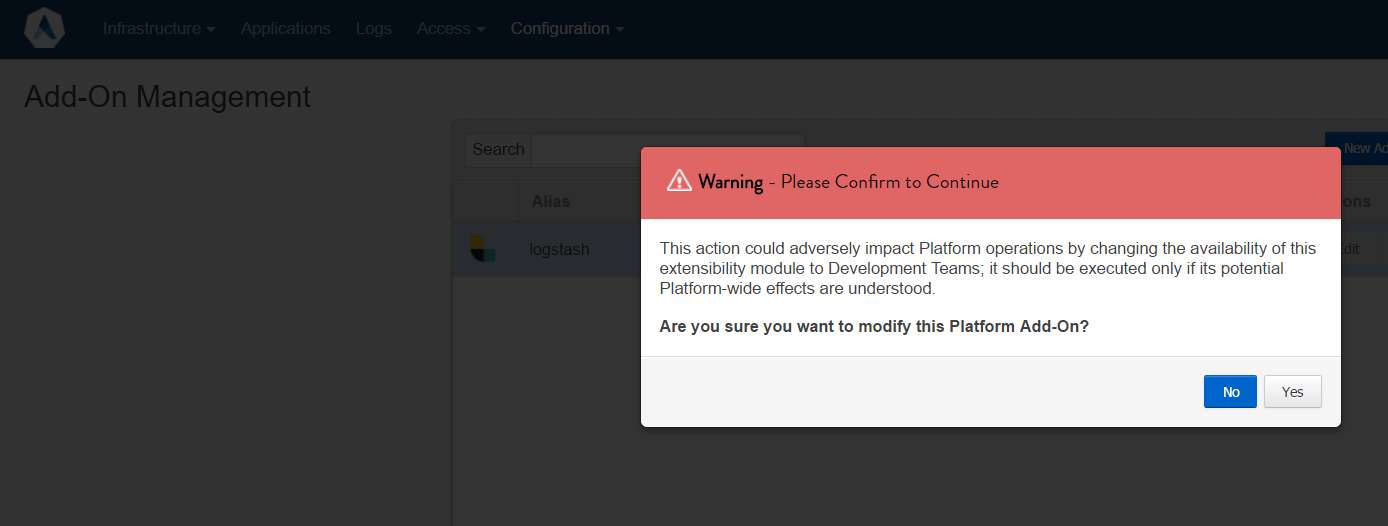 Infrastructure Applications Logs Access Configuration
Add-On Management
Search
New Ad
Warning - Please Confirm to Continue
Alias
ons
This action could adversely impact Platform operations by changing the availability of this
logstash
dit
extensibility module to Development Teams; it should be executed only if its potential
Platform-wide effects are understood.
Are you sure you want to modify this Platform Add-On?
No Yes